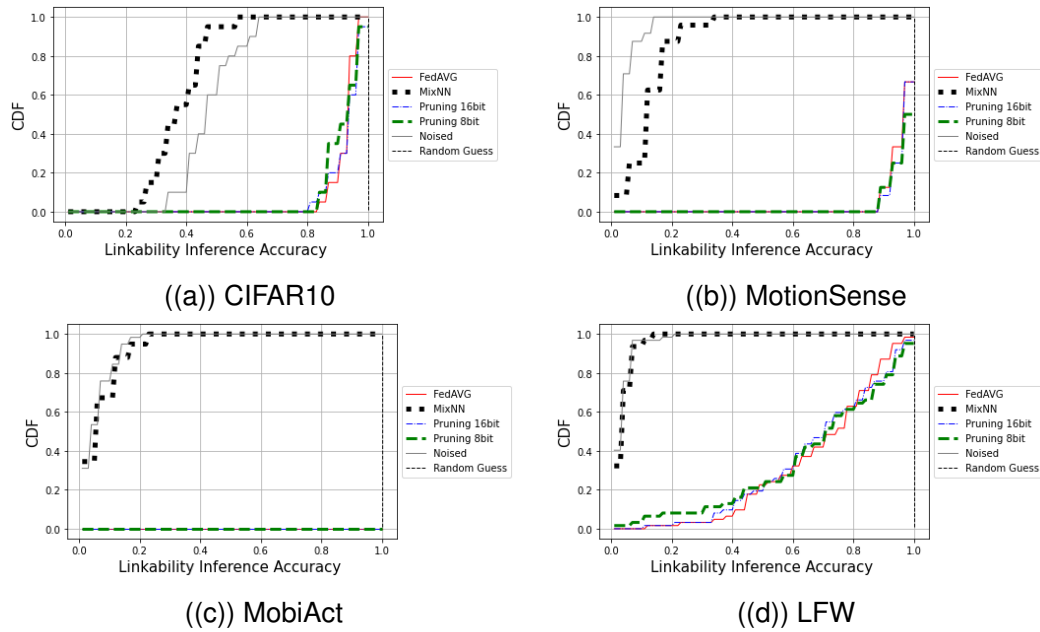 CDF
1.0
0.8
0.6
0.4
0.2
0.0
0.0 0.2 0.4 0.6 0.8 1.0
Linkability Inference Accuracy
FedAVG
MixNN
Pruning 16bit
Pruning 8bit
Noised
Random Guess
((a)) CIFAR10
CDF
1.0
0.8
0.6
0.4
0.2
0.0
0.0 0.2 0.4 0.6 0.8 1.0
Linkability Inference Accuracy
FedAVG
MixNN
Pruning 16bit
Pruning 8bit
Noised
Random Guess
((b)) MotionSense
CDF
1.0
0.8
0.6
0.4
0.2
0.0
0.0 0.2 0.4 0.6 0.8 1.0
Linkability Inference Accuracy
FedAVG
MixNN
Pruning 16bit
Pruning 8bit
Noised
Random Guess
((c)) MobiAct
CDF
1.0
0.8
0.6
0.4
0.2
0.0
0.0 0.2 0.4 0.6 0.8 1.0
Linkability Inference Accuracy
FedAVG
MixNN
Pruning 16bit
Pruning 8bit
Noised
Random Guess
((d)) LFW